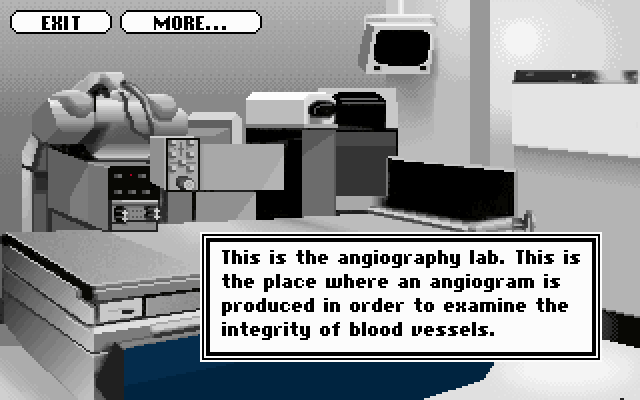 EXIT
MORE...
This is the angiography lab. This is
the place where an angiogram is
produced in order to examine the
integrity of blood vessels.